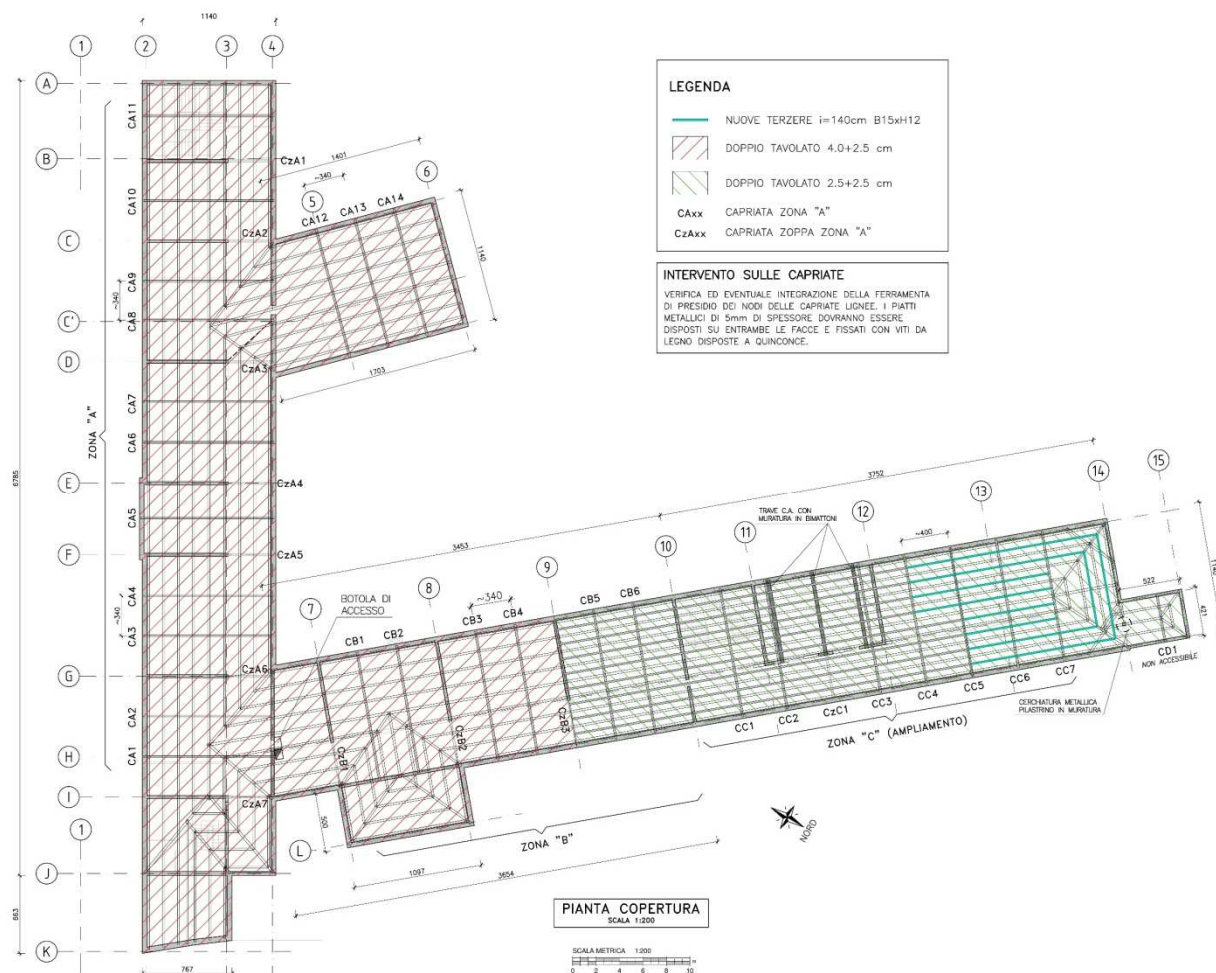 1140
1
2
3
4
A
CA11
B
CzA1
1401
~340
6
5
CA12
CA13
CA14
CA10
C
CzA2
1140
CA9
~340
CA8
C'
D
CzA3
1703
CA7
ZONA "A"
CA6
6785
E
CzA4
CA5
F
CzA5
CA4
~340
CA3
G
CzA6
CA2
CA1
H
I
CzA7
1
J
663
K
767
LEGENDA
NUOVE TERZERE i=140cm B15xH12
DOPPIO TAVOLATO 4.0+2.5 cm
DOPPIO TAVOLATO 2.5+2.5 cm
CAxx CAPRIATA ZONA "A"
CzAxx CAPRIATA ZOPPA ZONA "A"
INTERVENTO SULLE CAPRIATE
VERIFICA ED EVENTUALE INTEGRAZIONE DELLA FERRAMENTA
DI PRESIDIO DEI NODI DELLE CAPRIATE LIGNEE. I PIATTI
METALLICI DI 5mm DI SPESSORE DOVRANNO ESSERE
DISPOSTI SU ENTRAMBE LE FACCE E FISSATI CON VITI DA
LEGNO DISPOSTE A QUINCONCE.
3752
3453
TRAVE C.A. CON
MURATURA IN BIMATTONI
15
14
13
12
11
10
9
8
7
~400
1140
522
421
BOTOLA DI
ACCESSO
CB1
CB2
CB3
~340
CB4
CB5
CB6
CzB1
CzB2
CzB3
CC1
CC2
CzC1
CC3
CC4
CC5
CC6
CC7
CD1
NON ACCESSIBILE
CERCHIATURA METALLICA
PILASTRINO IN MURATURA
ZONA "C" (AMPLIAMENTO)
ZONA "B"
500
L
1097
3654
NORD
PIANTA COPERTURA
SCALA 1:200
SCALA METRICA 1:200
0 2 4 6 8 10